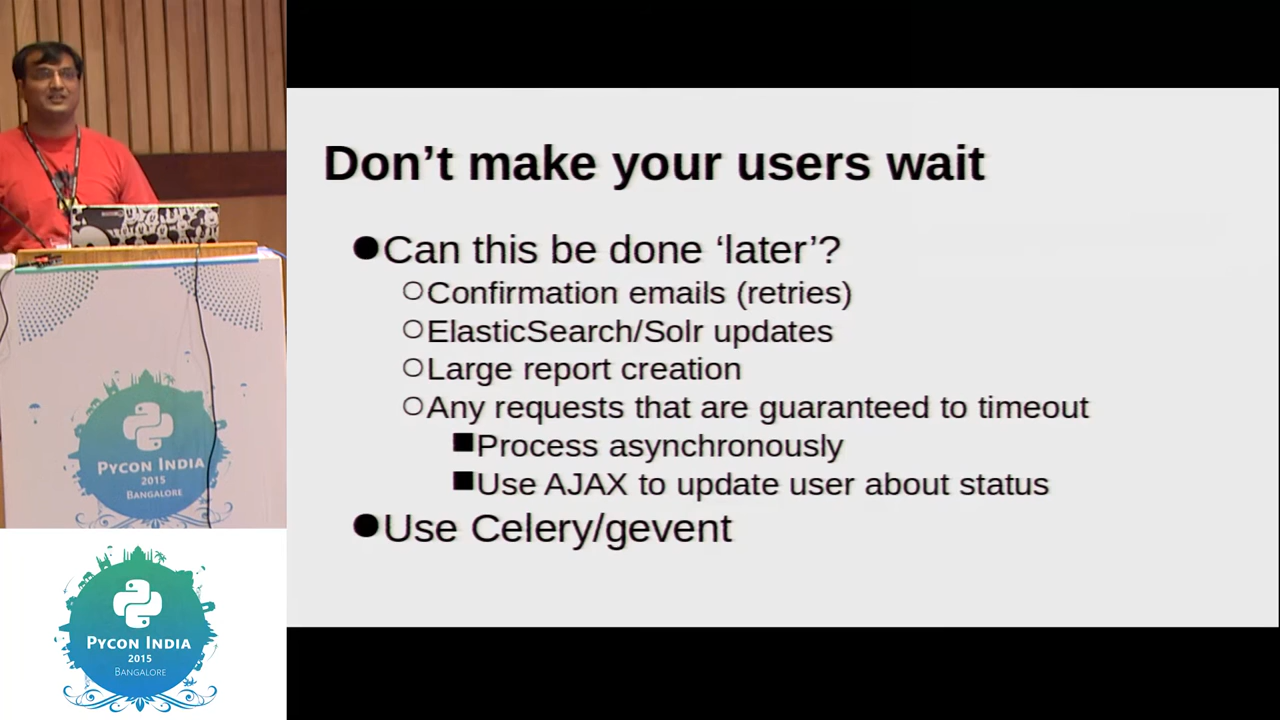 Don’t make your users wait
●Can this be done ‘later’?
○Confirmation emails (retries)
○ElasticSearch/Solr updates
○Large report creation
○Any requests that are guaranteed to timeout
■Process asynchronously
■Use AJAX to update user about status
●Use Celery/gevent
PYCON INDIA
2015
BANGALORE
PYCON INDIA
2015
BANGALORE